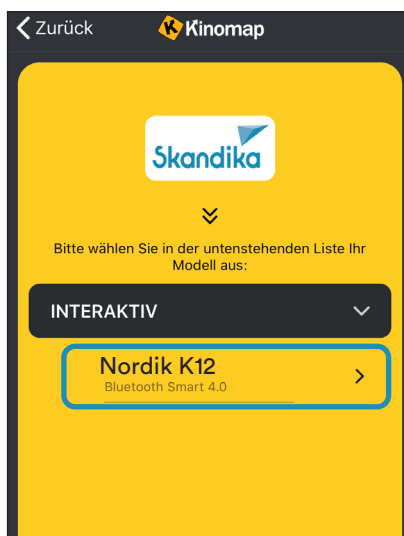 Zurück
Kinomap
Skandika
Bitte wählen Sie in der untenstehenden Liste Ihr
Modell aus:
INTERAKTIV
Nordik K12
Bluetooth Smart 4.0